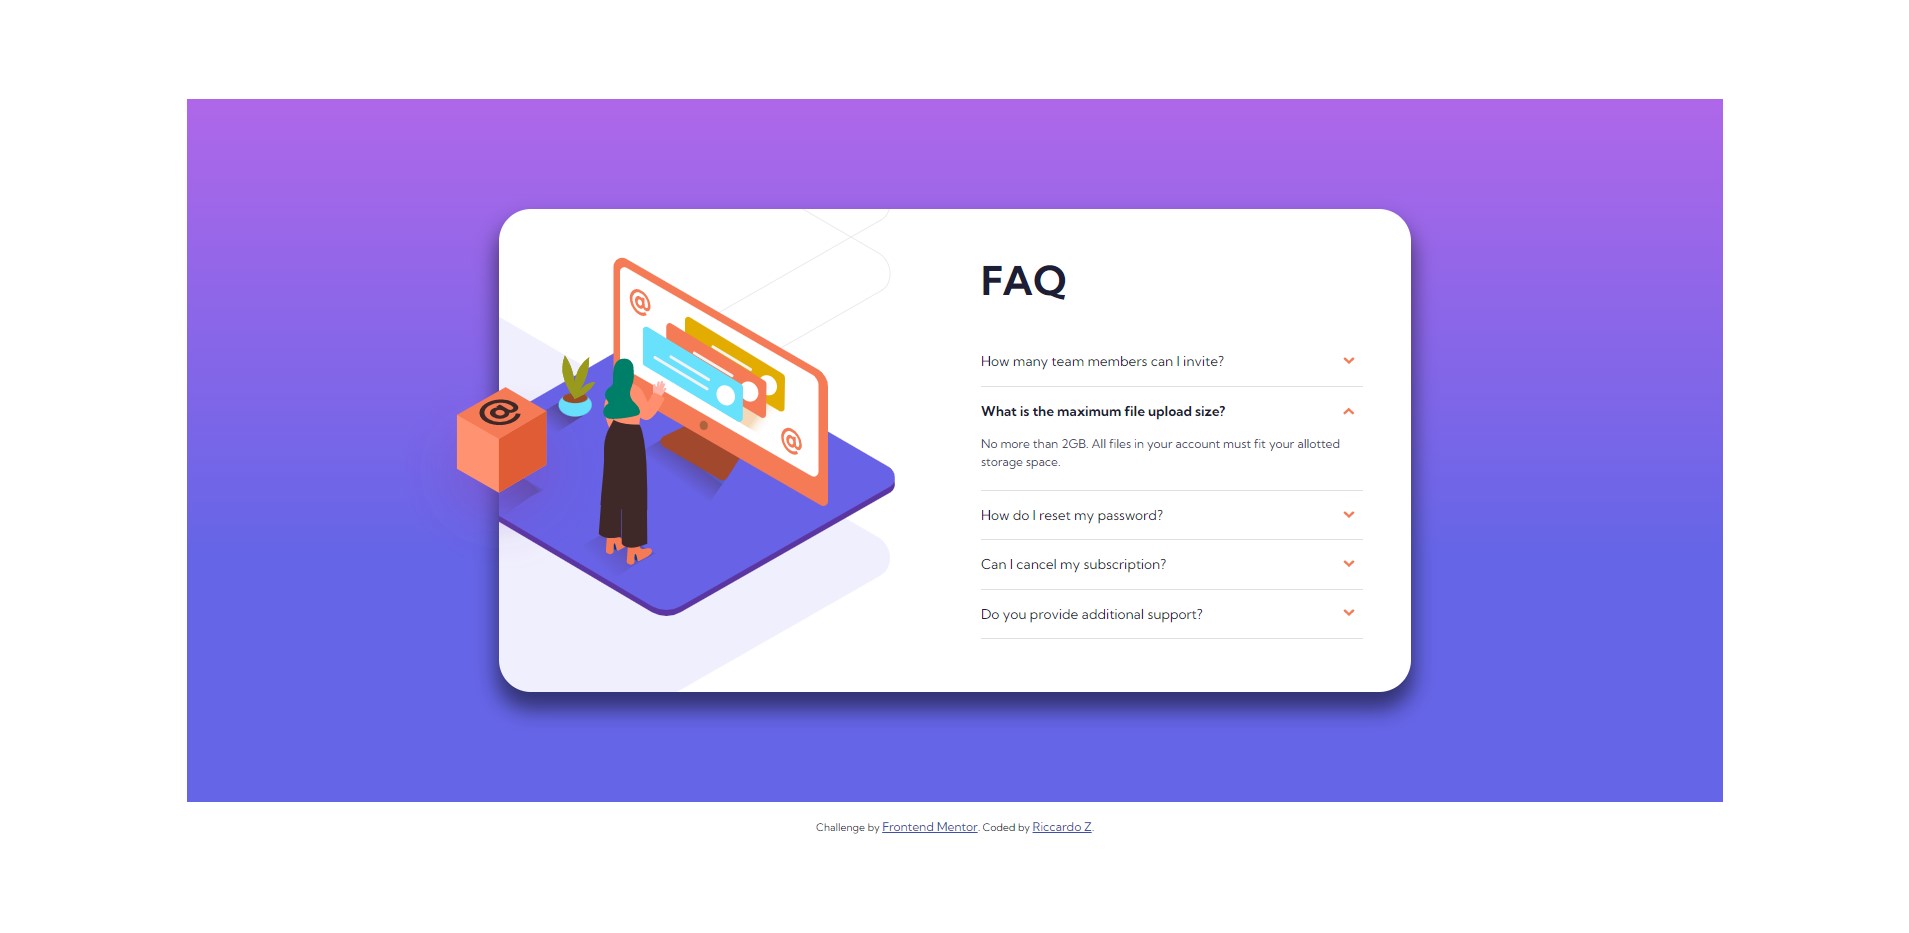 FAQ
How many team members can I invite?
What is the maximum file upload size?
No more than 2GB. All files in your account must fit your allotted
storage space.
How do I reset my password?
Can I cancel my subscription?
Do you provide additional support?
@
@
@
Challenge by Frontend Mentor. Coded by Riccardo Z.